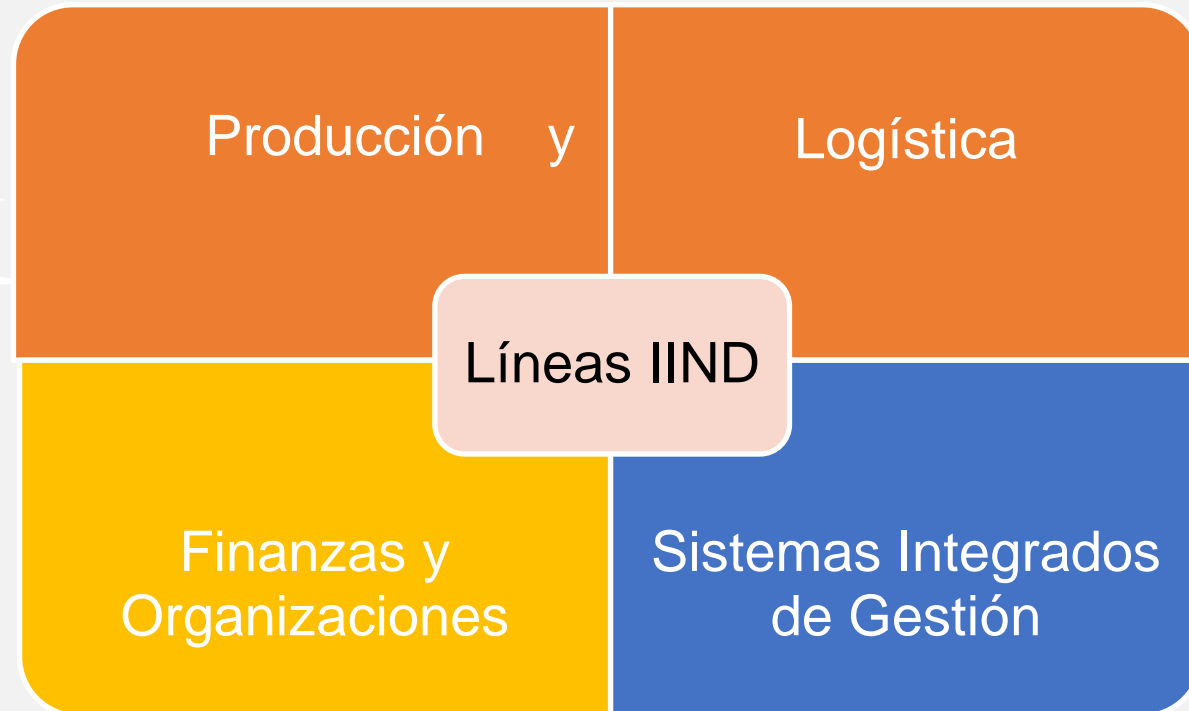 Producción y
Logística
Líneas IIND
Finanzas y
Organizaciones
Sistemas Integrados
de Gestión